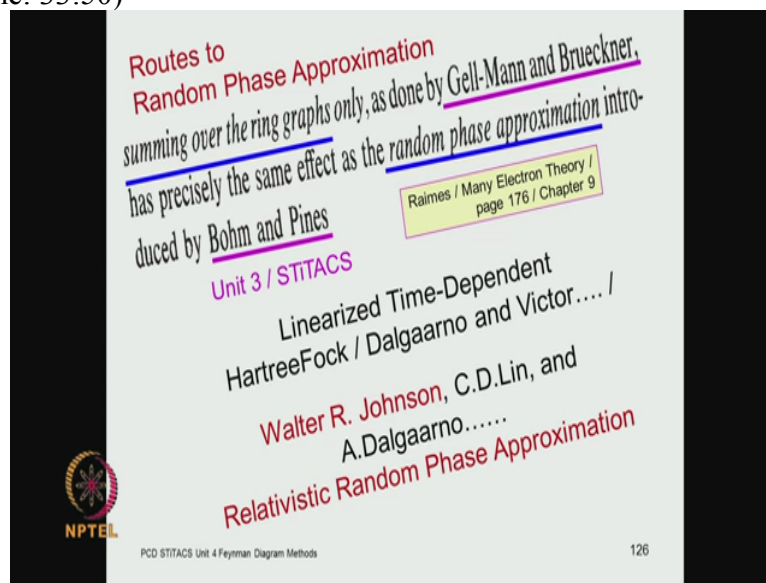 ne: 55:50)
Routes to
Random Phase Approximation
summing over the ring graphs only, as done by Gell-Mann and Brueckner,
has precisely the same effect as the random phase approximation intro-
duced by Bohm and Pines
Raimes / Many Electron Theory /
page 176 / Chapter 9
Unit 3 / STiTACS
Linearized Time-Dependent
HartreeFock / Dalgaarno and Victor.... /
Walter R. Johnson, C.D.Lin, and
A.Dalgaarno......
Relativistic Random Phase Approximation
NPTEL
PCD STiTACS Unit 4 Feynman Diagram Methods
126